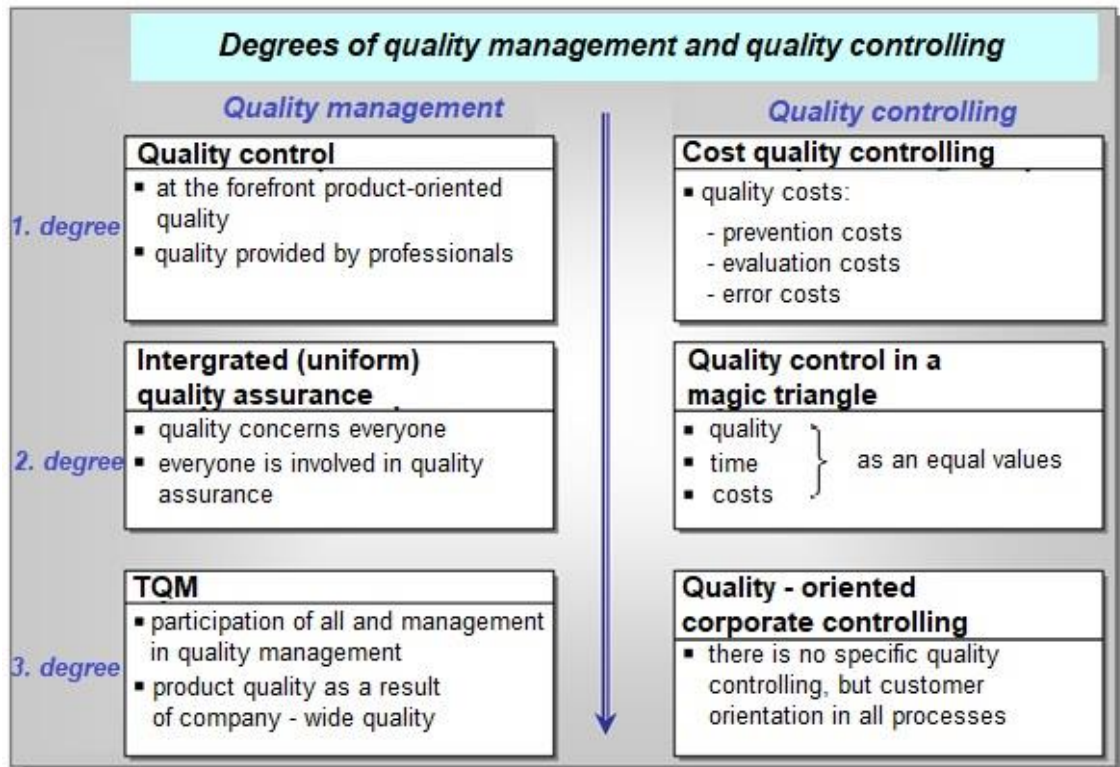 Degrees of quality management and quality controlling
Quality management
Quality controlling
1. degree
Quality control
▪ at the forefront product-oriented
quality
▪ quality provided by professionals
Cost quality controlling
▪ quality costs:
- prevention costs
- evaluation costs
- error costs
2. degree
Intergrated (uniform)
quality assurance
▪ quality concerns everyone
▪ everyone is involved in quality
assurance
Quality control in a
magic triangle
▪ quality
▪ time
▪ costs
as an equal values
3. degree
TQM
▪ participation of all and management
in quality management
▪ product quality as a result
of company - wide quality
Quality - oriented
corporate controlling
▪ there is no specific quality
controlling, but customer
orientation in all processes